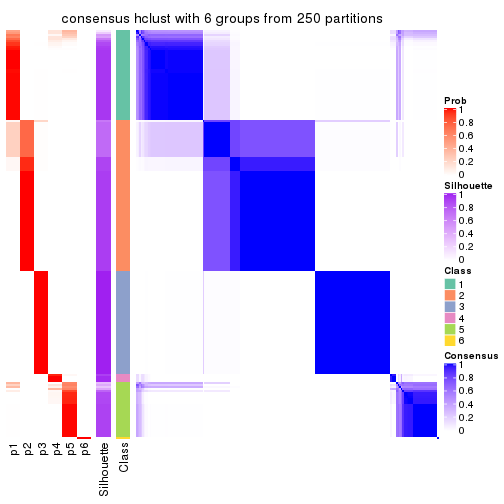 consensus hclust with 6 groups from 250 partitions
Prob
1
0.8
0.6
0.4
0.2
0
Silhouette
1
0.8
0.6
0.4
0.2
0
Class
1
2
3
4
5
6
Consensus
1
0.8
0.6
0.4
0.2
0
p1
p2
p3
p4
p5
p6
Silhouette
Class